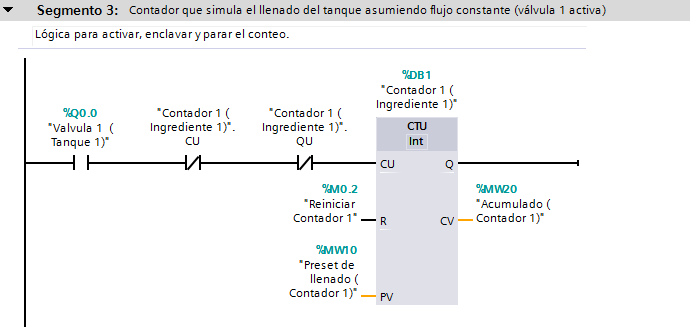 Segmento 3: Contador que simula el llenado del tanque asumiendo flujo constante (válvula 1 activa)
Lógica para activar, enclavar y parar el conteo.
%DB1
"Contador 1 (
Ingrediente 1)"
%Q0.0
"Valvula 1 (
Tanque 1)"
"Contador 1 (
Ingrediente 1)".
CU
"Contador 1 (
Ingrediente 1)".
QU
CTU
Int
CU
Q
%M0.2
"Reiniciar
Contador 1"
R
%MW20
"Acumulado (
Contador 1)"
CV
%MW10
"Preset de
llenado (
Contador 1)"
PV